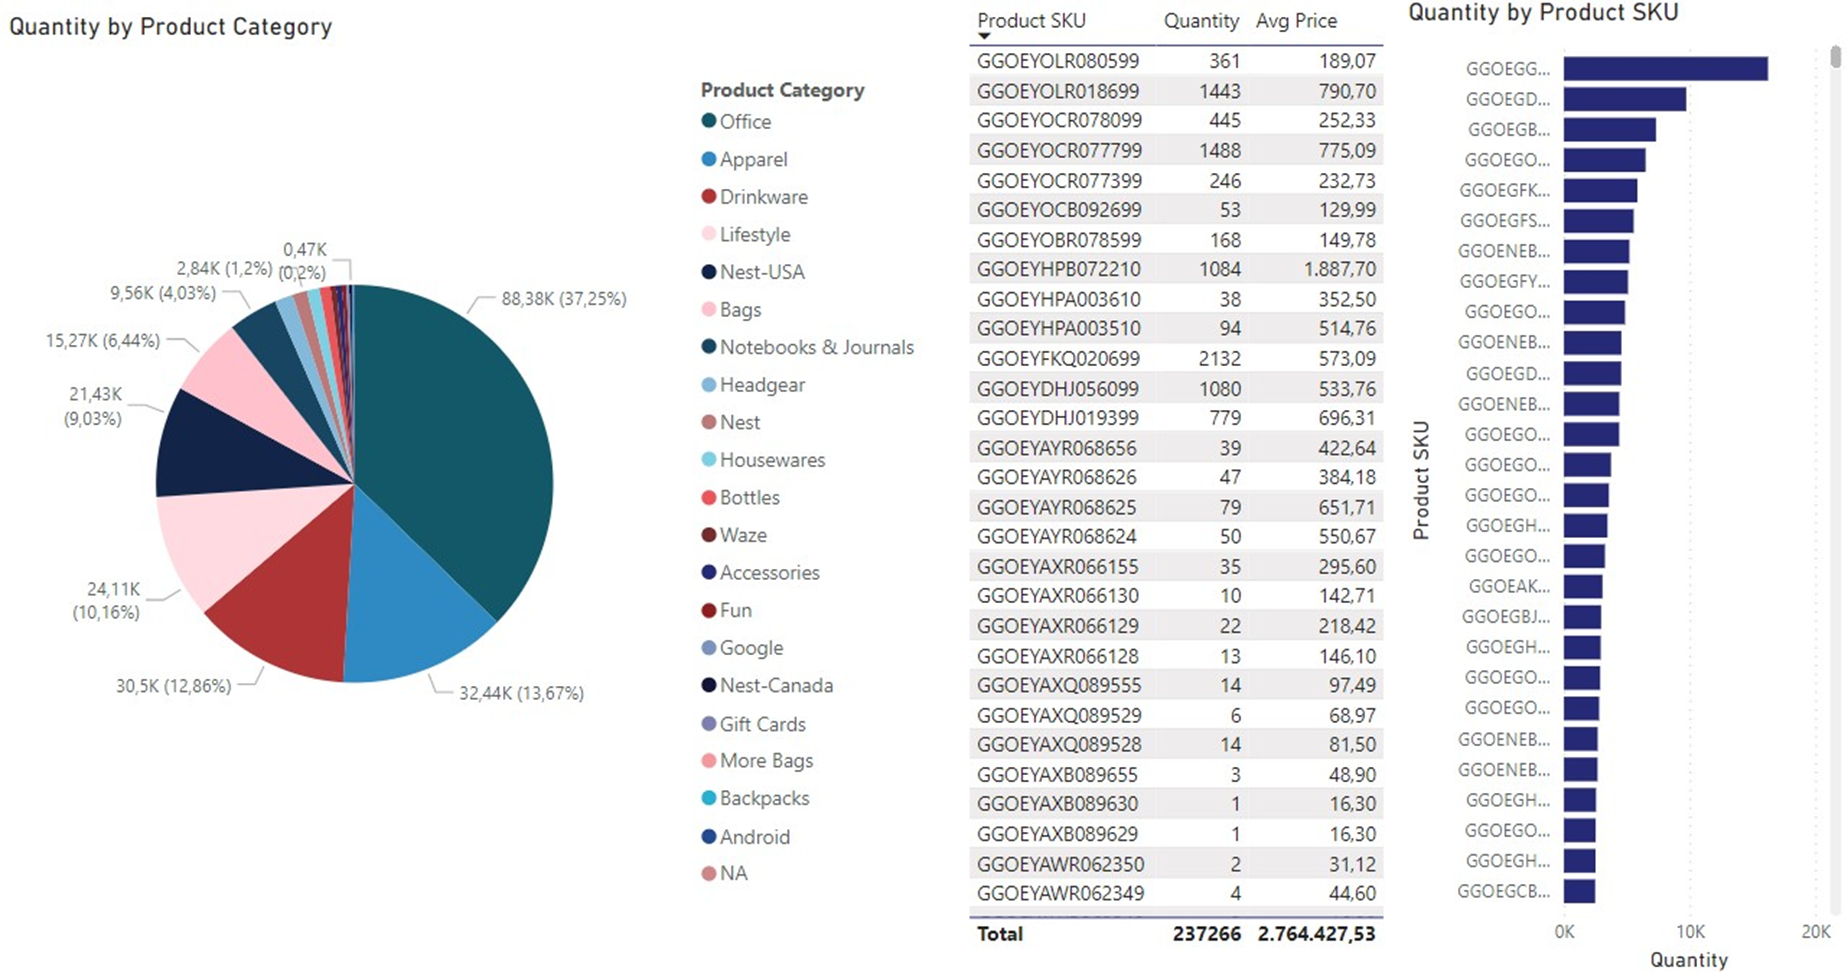 Quantity by Product Category
0,47K
(0,2%)
2,84K (1,2%)
9,56K (4,03%)
15,27K (6,44%)
21,43K
(9,03%)
24,11K
(10,16%)
30,5K (12,86%)
32,44K (13,67%)
88,38K (37,25%)
Product Category
Office
Apparel
Drinkware
Lifestyle
Nest-USA
Bags
Notebooks & Journals
Headgear
Nest
Housewares
Bottles
Waze
Accessories
Fun
Google
Nest-Canada
Gift Cards
More Bags
Backpacks
Android
NA
Product SKU Quantity Avg Price
GGOEYOLR080599 361 189,07
GGOEYOLR018699 1443 790,70
GGOEYOCR078099 445 252,33
GGOEYOCR077799 1488 775,09
GGOEYOCR077399 246 232,73
GGOEYOCB092699 53 129,99
GGOEYOBR078599 168 149,78
GGOEYHPB072210 1084 1.887,70
GGOEYHPA003610 38 352,50
GGOEYHPA003510 94 514,76
GGOEYFKQ020699 2132 573,09
GGOEYDHJ056099 1080 533,76
GGOEYDHJ019399 779 696,31
GGOEYAYR068656 39 422,64
GGOEYAYR068626 47 384,18
GGOEYAYR068625 79 651,71
GGOEYAYR068624 50 550,67
GGOEYAXR066155 35 295,60
GGOEYAXR066130 10 142,71
GGOEYAXR066129 22 218,42
GGOEYAXR066128 13 146,10
GGOEYAXQ089555 14 97,49
GGOEYAXQ089529 6 68,97
GGOEYAXQ089528 14 81,50
GGOEYAXB089655 3 48,90
GGOEYAXB089630 1 16,30
GGOEYAXB089629 1 16,30
GGOEYAWR062350 2 31,12
GGOEYAWR062349 4 44,60
Total 237266 2.764.427,53
Quantity by Product SKU
Product SKU
GGOEGG...
GGOEGD...
GGOEGB...
GGOEGO...
GGOEGFK...
GGOEGFS...
GGOENEB...
GGOEGFY...
GGOEGO...
GGOENEB...
GGOEGD...
GGOENEB...
GGOEGO...
GGOEGO...
GGOEGO...
GGOEGH...
GGOEGO...
GGOEAK...
GGOEGBJ...
GGOEGH...
GGOEGO...
GGOEGO...
GGOENEB...
GGOENEB...
GGOEGH...
GGOEGO...
GGOEGH...
GGOEGCB...
0K 10K 20K
Quantity